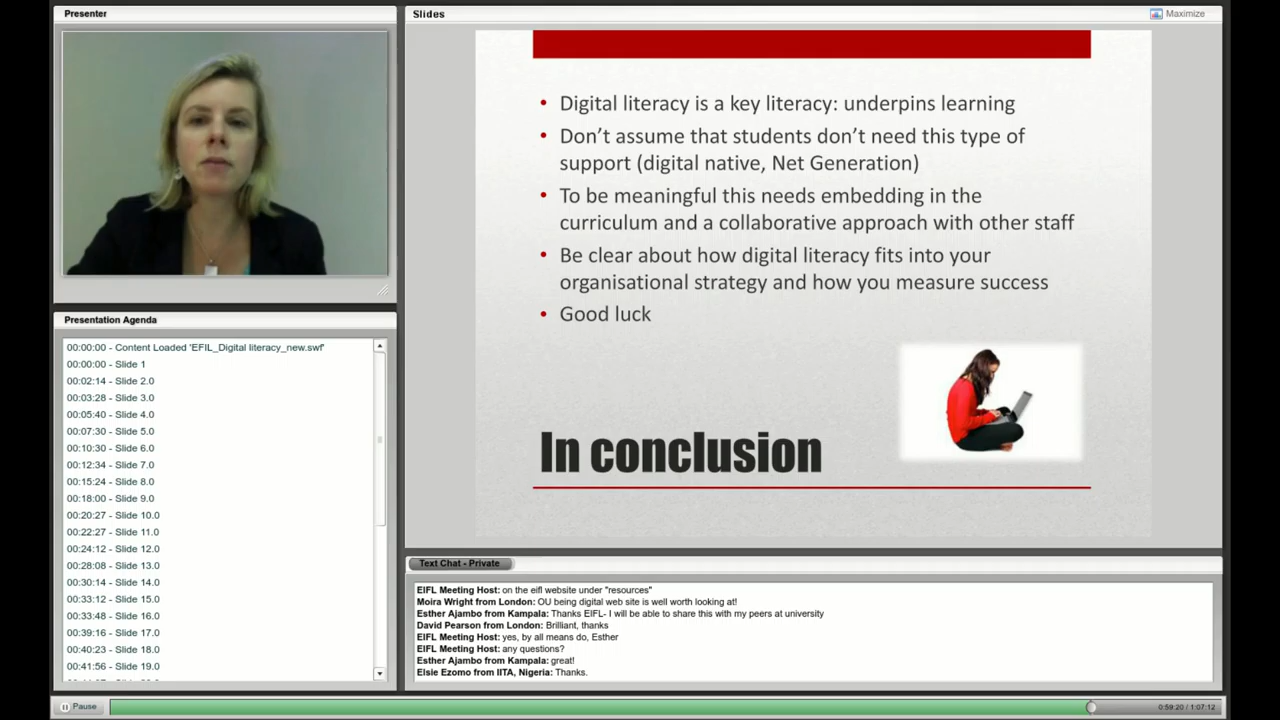 Presenter
Slides
Maximize
• Digital literacy is a key literacy: underpins learning
• Don’t assume that students don’t need this type of
support (digital native, Net Generation)
• To be meaningful this needs embedding in the
curriculum and a collaborative approach with other staff
• Be clear about how digital literacy fits into your
organisational strategy and how you measure success
• Good luck
In conclusion
Presentation Agenda
00:00:00 - Content Loaded 'EFIL_Digital literacy_new.swf'
00:00:00 - Slide 1
00:02:14 - Slide 2.0
00:03:28 - Slide 3.0
00:05:40 - Slide 4.0
00:07:30 - Slide 5.0
00:10:30 - Slide 6.0
00:12:34 - Slide 7.0
00:15:24 - Slide 8.0
00:18:00 - Slide 9.0
00:20:27 - Slide 10.0
00:22:27 - Slide 11.0
00:24:12 - Slide 12.0
00:28:08 - Slide 13.0
00:30:14 - Slide 14.0
00:33:12 - Slide 15.0
00:33:48 - Slide 16.0
00:39:16 - Slide 17.0
00:40:23 - Slide 18.0
00:41:56 - Slide 19.0
Text Chat - Private
EIFL Meeting Host: on the eifl website under "resources"
Moira Wright from London: OU being digital web site is well worth looking at!
Esther Ajambo from Kampala: Thanks EIFL- I will be able to share this with my peers at university
David Pearson from London: Brilliant, thanks
EIFL Meeting Host: yes, by all means do, Esther
EIFL Meeting Host: any questions?
Esther Ajambo from Kampala: great!
Elsie Ezomo from IITA, Nigeria: Thanks.
Pause
0:59:20 / 1:07:12